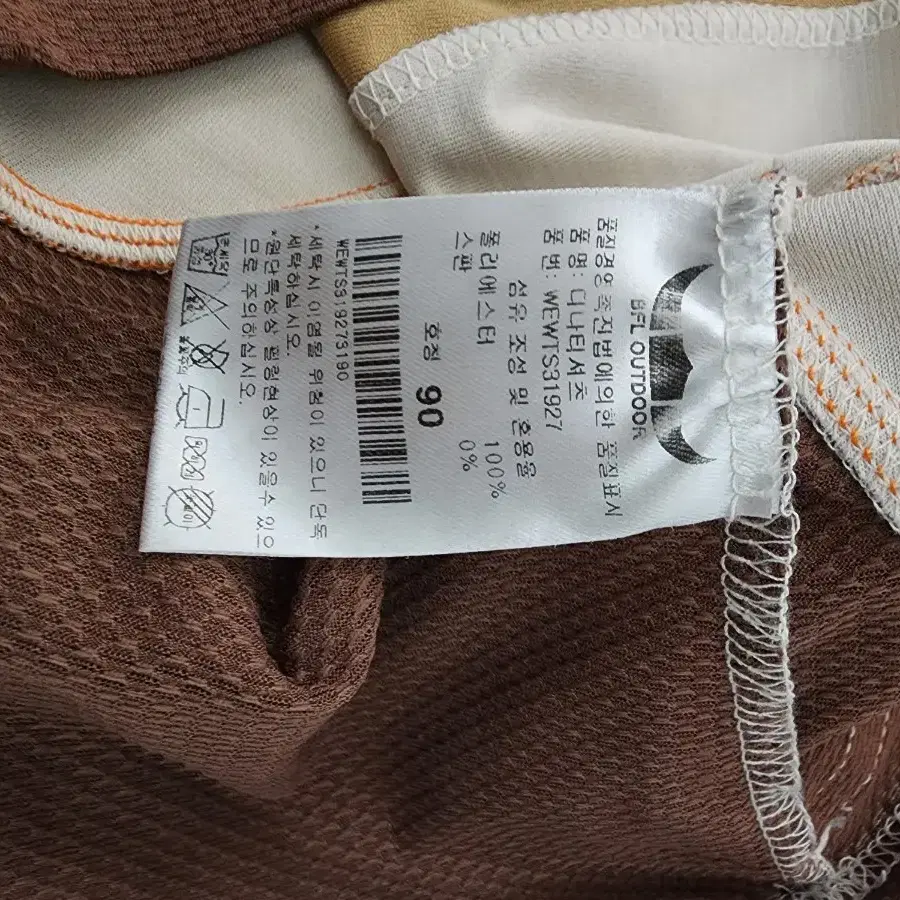 BFL OUTDOOR
품질경영촉진법에의한 품질표시
품명: 디나티셔츠
품번: WEWTS31927
섬유 조성 및 혼용율
폴리에스터 100%
스판 0%
호칭 90
WEWTS319273190
* 세탁시 이염될 위험이 있으니 단독
세탁하십시오.
*원단특성상 필링현상이 있을수 있으
므로 주의하십시오.